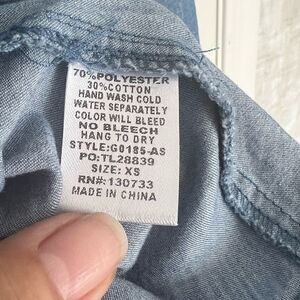 70%POLYESTER
30%COTTON
HAND WASH COLD
WATER SEPARATELY
COLOR WILL BLEED
NO BLEECH
HANG TO DRY
STYLE:G0185-AS
PO:TL28839
SIZE: XS
RN#:130733
MADE IN CHINA